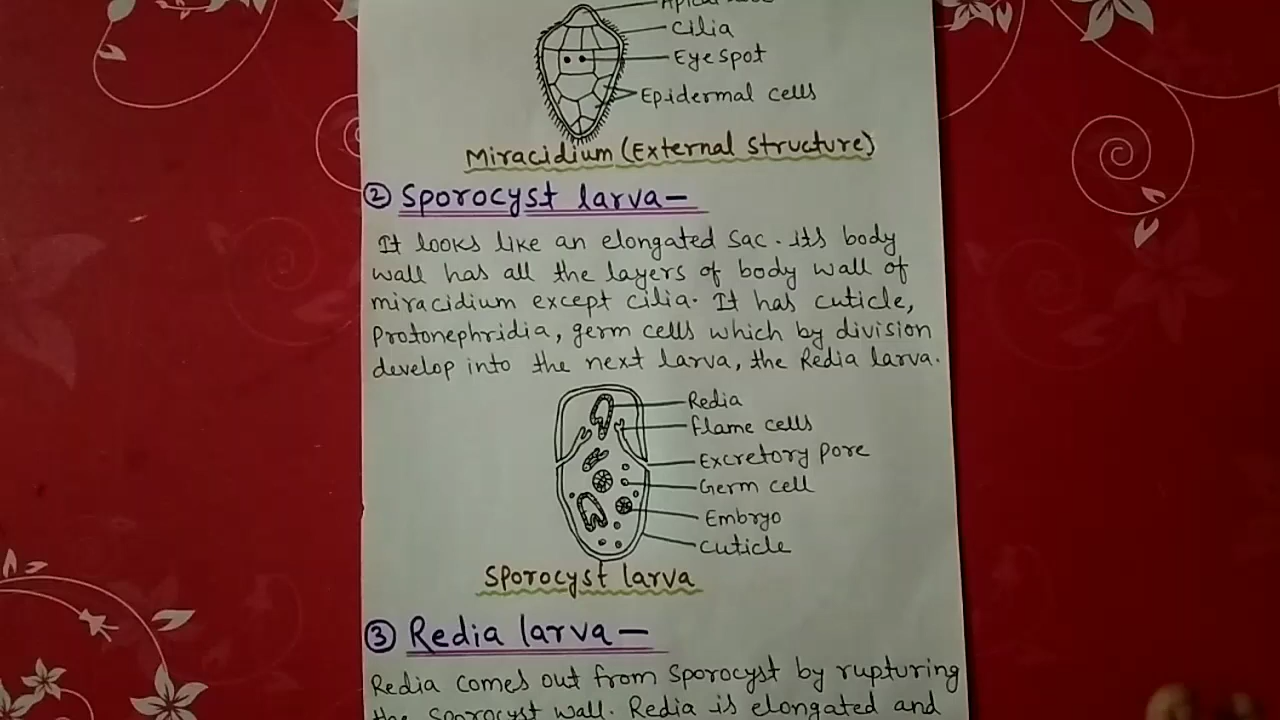 Cilia
Eye spot
Epidermal cells
Miracidium (External Structure)
② Sporocyst larva—
It looks like an elongated sac. its body
wall has all the layers of body wall of
miracidium except cilia. It has cuticle,
Protonephridia, germ cells which by division
develop into the next larva, the Redia larva.
Redia
flame cells
Excretory pore
Germ cell
Embryo
cuticle
Sporocyst larva
③ Redia larva—
Redia comes out from Sporocyst by rupturing
the Sporocyst wall. Redia is elongated and